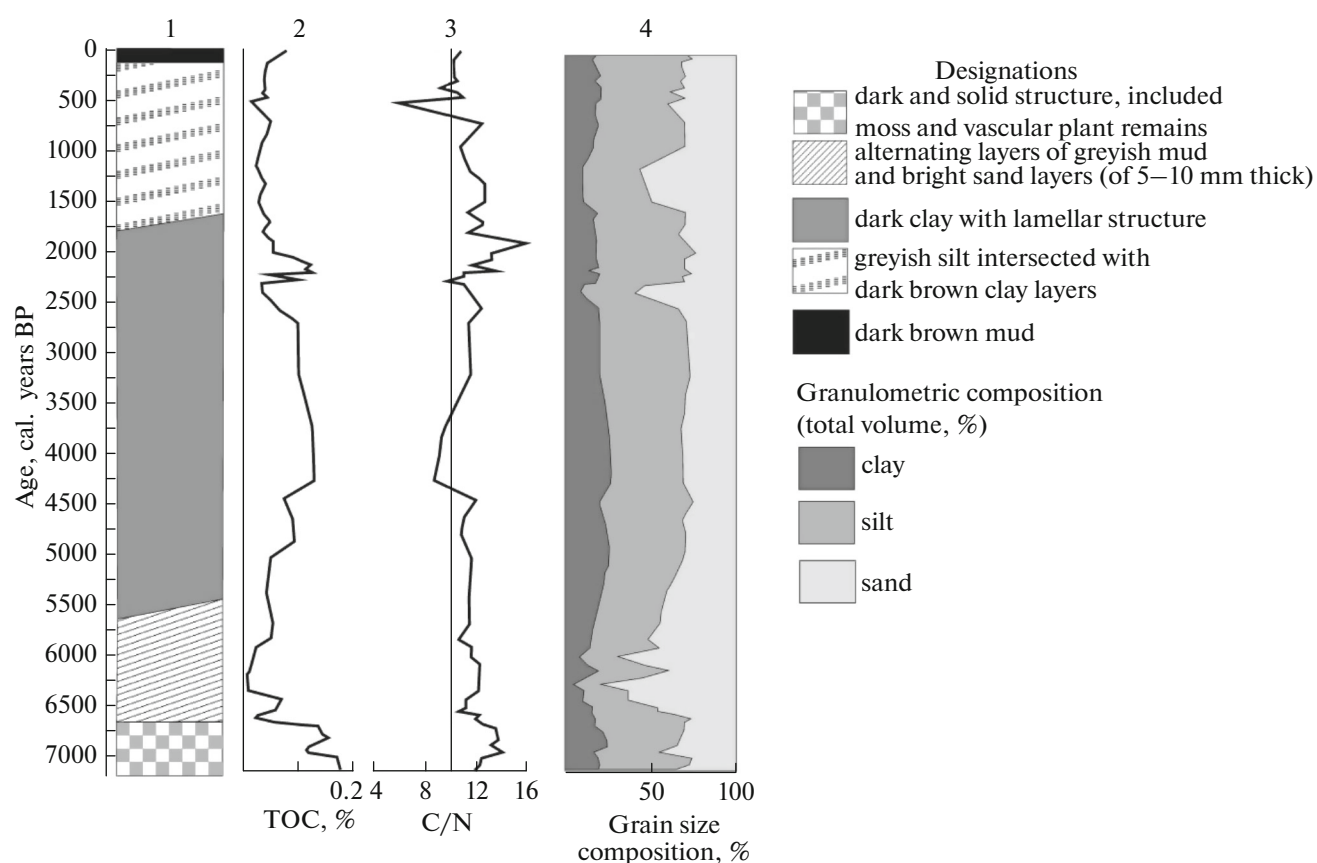 1 2 3 4
0
500
1000
1500
2000
2500
3000
3500
4000
4500
5000
5500
6000
6500
7000
Age, cal. years BP
0.2
TOC, %
4 8 12 16
C/N
50 100
Grain size
composition, %
Designations
dark and solid structure, included
moss and vascular plant remains
alternating layers of greyish mud
and bright sand layers (of 5–10 mm thick)
dark clay with lamellar structure
greyish silt intersected with
dark brown clay layers
dark brown mud
Granulometric composition
(total volume, %)
clay
silt
sand